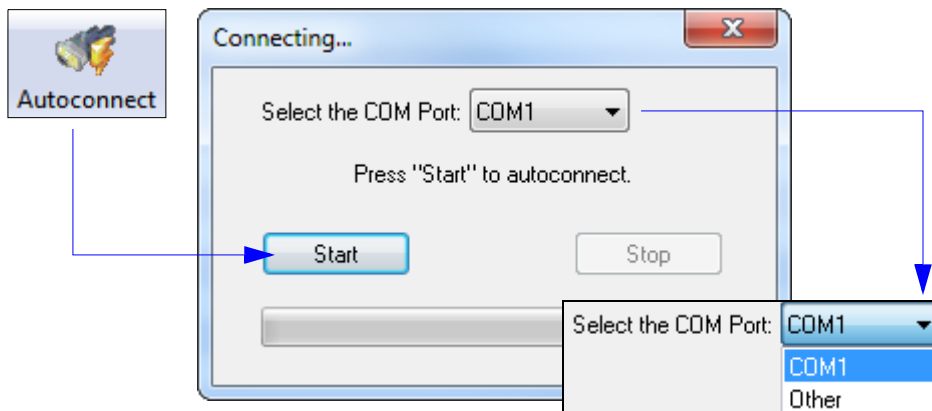 Autoconnect
Connecting...
Select the COM Port: COM1
Press "Start" to autoconnect.
Start
Stop
Select the COM Port: COM1
COM1
Other